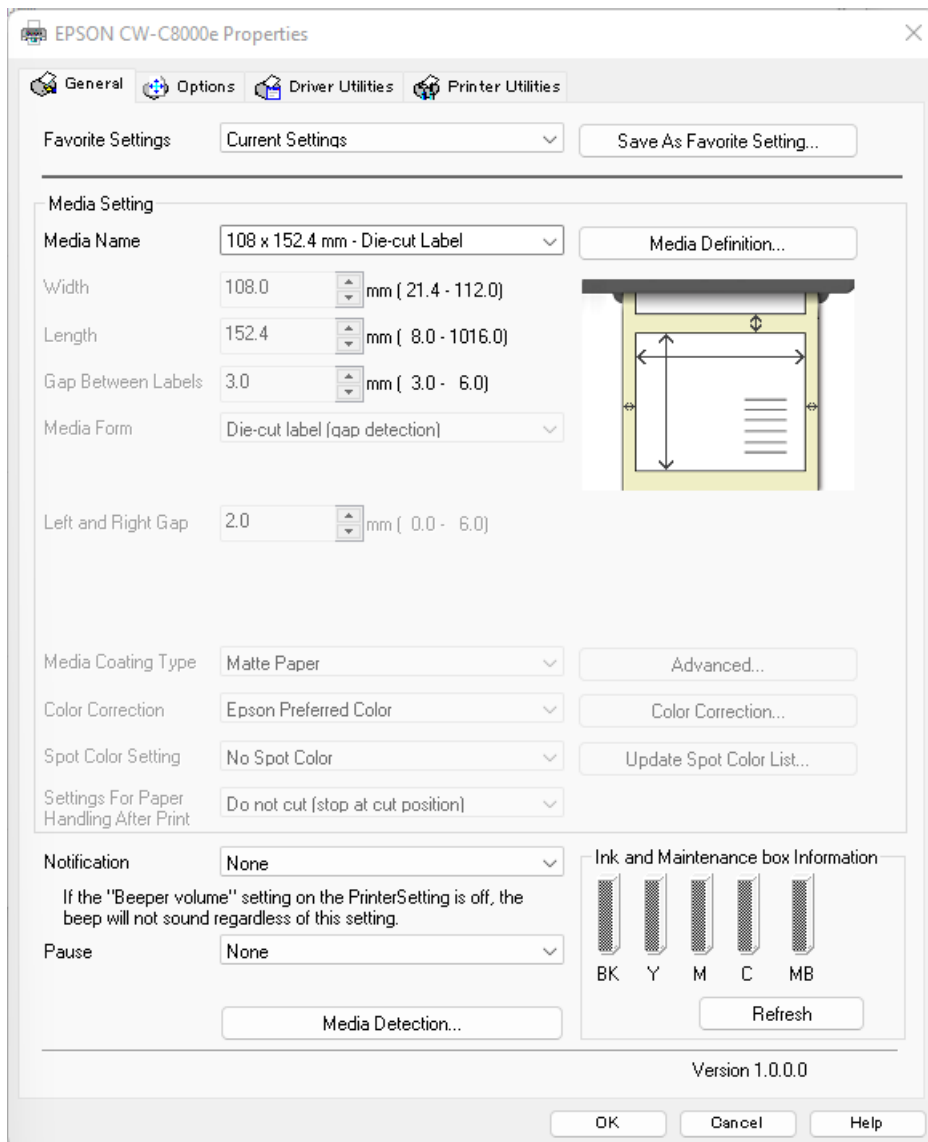 EPSON CW-C8000e Properties
General Options Driver Utilities Printer Utilities
Favorite Settings Current Settings Save As Favorite Setting...
Media Setting
Media Name 108 x 152.4 mm - Die-cut Label Media Definition...
Width 108.0 mm ( 21.4 - 112.0)
Length 152.4 mm ( 8.0 - 1016.0)
Gap Between Labels 3.0 mm ( 3.0 - 6.0)
Media Form Die-cut label (gap detection)
Left and Right Gap 2.0 mm ( 0.0 - 6.0)
Media Coating Type Matte Paper Advanced...
Color Correction Epson Preferred Color Color Correction...
Spot Color Setting No Spot Color Update Spot Color List...
Settings For Paper
Handling After Print Do not cut (stop at cut position)
Notification None
If the "Beeper volume" setting on the PrinterSetting is off, the
beep will not sound regardless of this setting.
Pause None
Media Detection...
Ink and Maintenance box Information
BK Y M C MB
Refresh
Version 1.0.0.0
OK Cancel Help